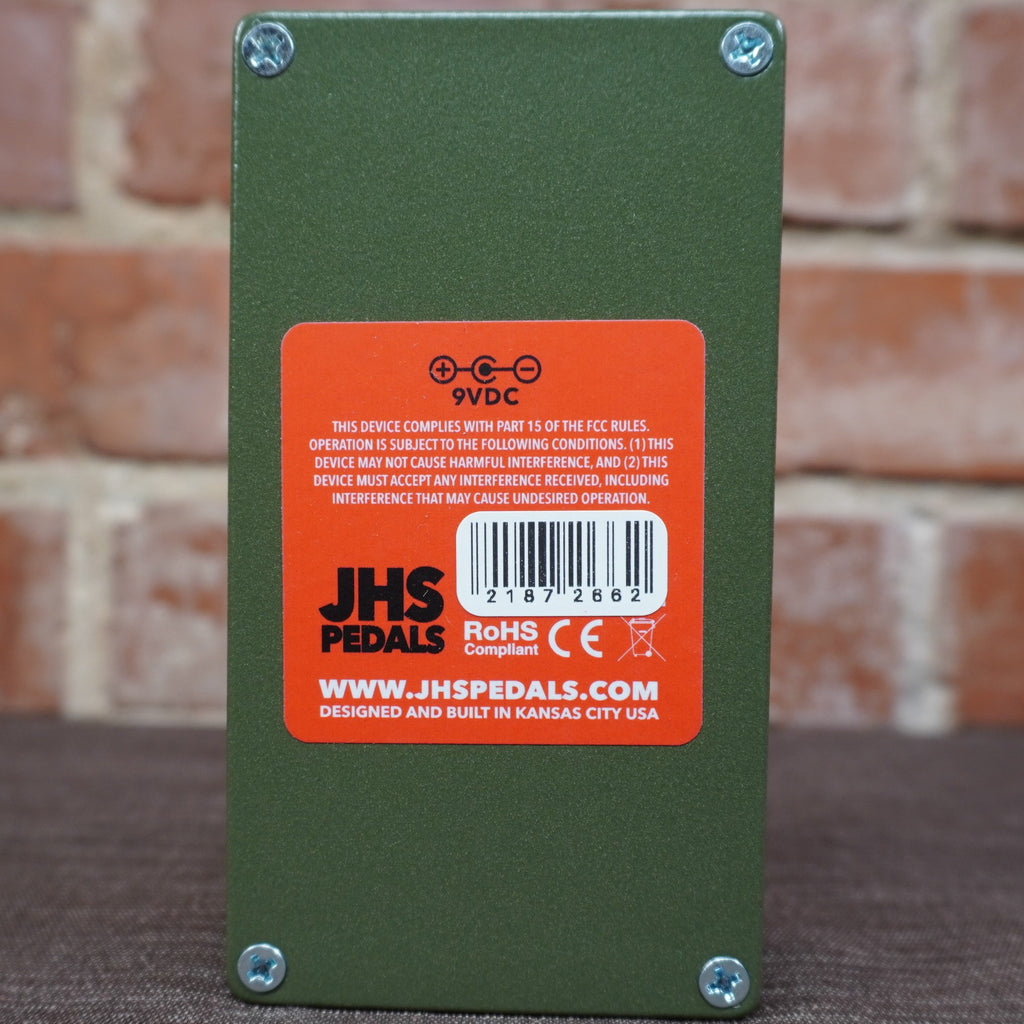 9VDC
THIS DEVICE COMPLIES WITH PART 15 OF THE FCC RULES.
OPERATION IS SUBJECT TO THE FOLLOWING CONDITIONS. (1) THIS
DEVICE MAY NOT CAUSE HARMFUL INTERFERENCE, AND (2) THIS
DEVICE MUST ACCEPT ANY INTERFERENCE RECEIVED, INCLUDING
INTERFERENCE THAT MAY CAUSE UNDESIRED OPERATION.
21872662
JHS
PEDALS
RoHS
Compliant
CE
WWW.JHSPEDALS.COM
DESIGNED AND BUILT IN KANSAS CITY USA